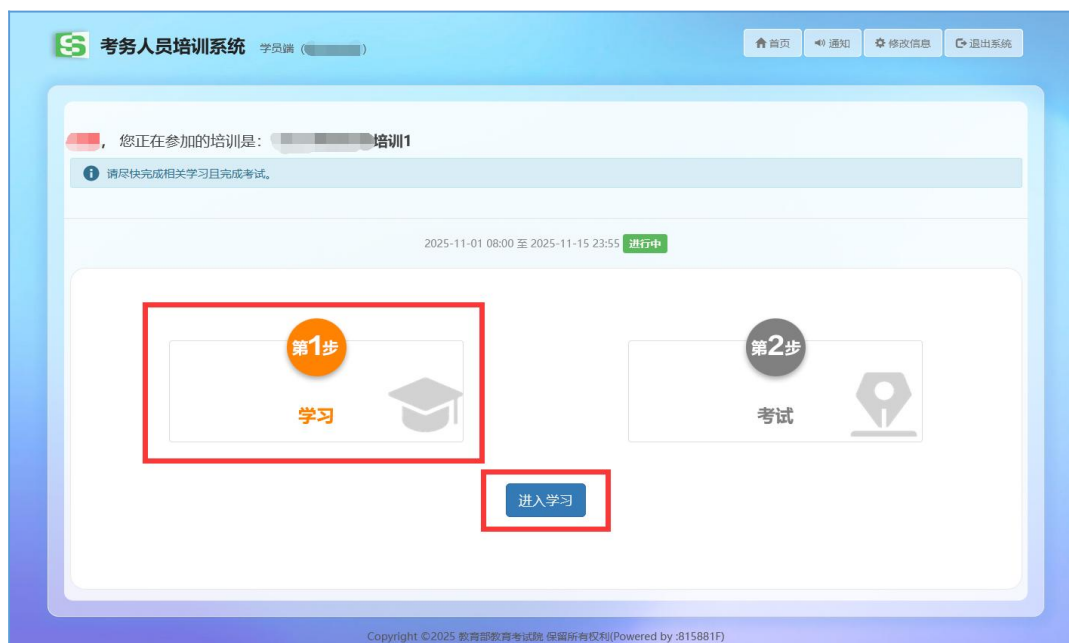 考务人员培训系统 学员端 ( )
首页 通知 修改信息 退出系统
， 您正在参加的培训是： 培训1
请尽快完成相关学习且完成考试。
2025-11-01 08:00 至 2025-11-15 23:55 进行中
第1步
学习
第2步
考试
进入学习
Copyright ©2025 教育部教育考试院 保留所有权利(Powered by :815881F)